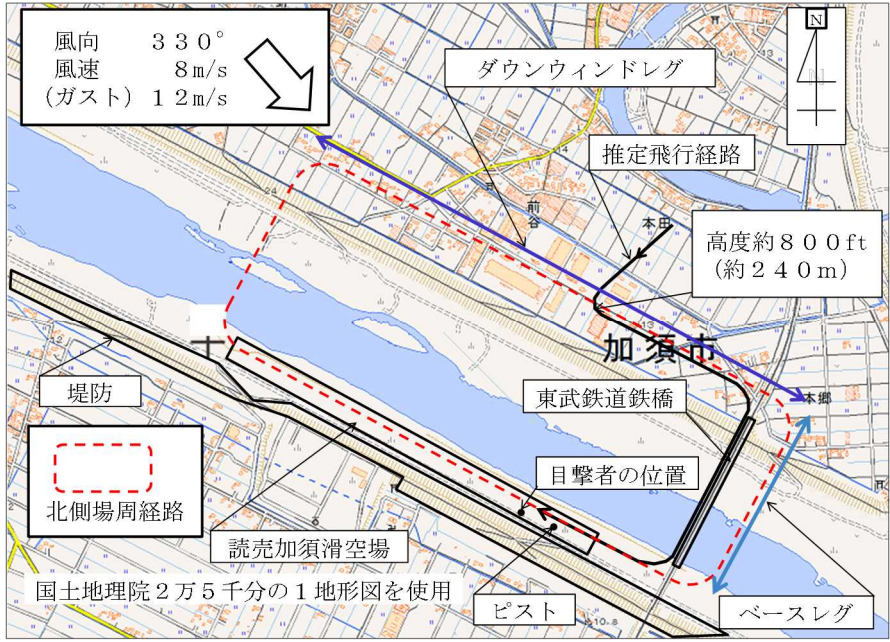 風向　３３０°
風速　８m/s
(ガスト) １２m/s
N
ダウンウィンドレグ
推定飛行経路
前谷
本田
高度約８００ft
(約２４０m)
14
24
13
加須市
本郷
堤防
東武鉄道鉄橋
目撃者の位置
北側場周経路
読売加須滑空場
国土地理院２万５千分の１地形図を使用
ピスト
ベースレグ
10.8